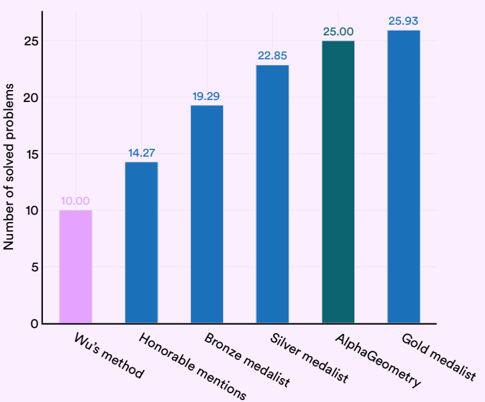 Number of solved problems
25
20
15
10
5
0
10.00
14.27
19.29
22.85
25.00
25.93
Wu's method
Honorable mentions
Bronze medalist
Silver medalist
AlphaGeometry
Gold medalist